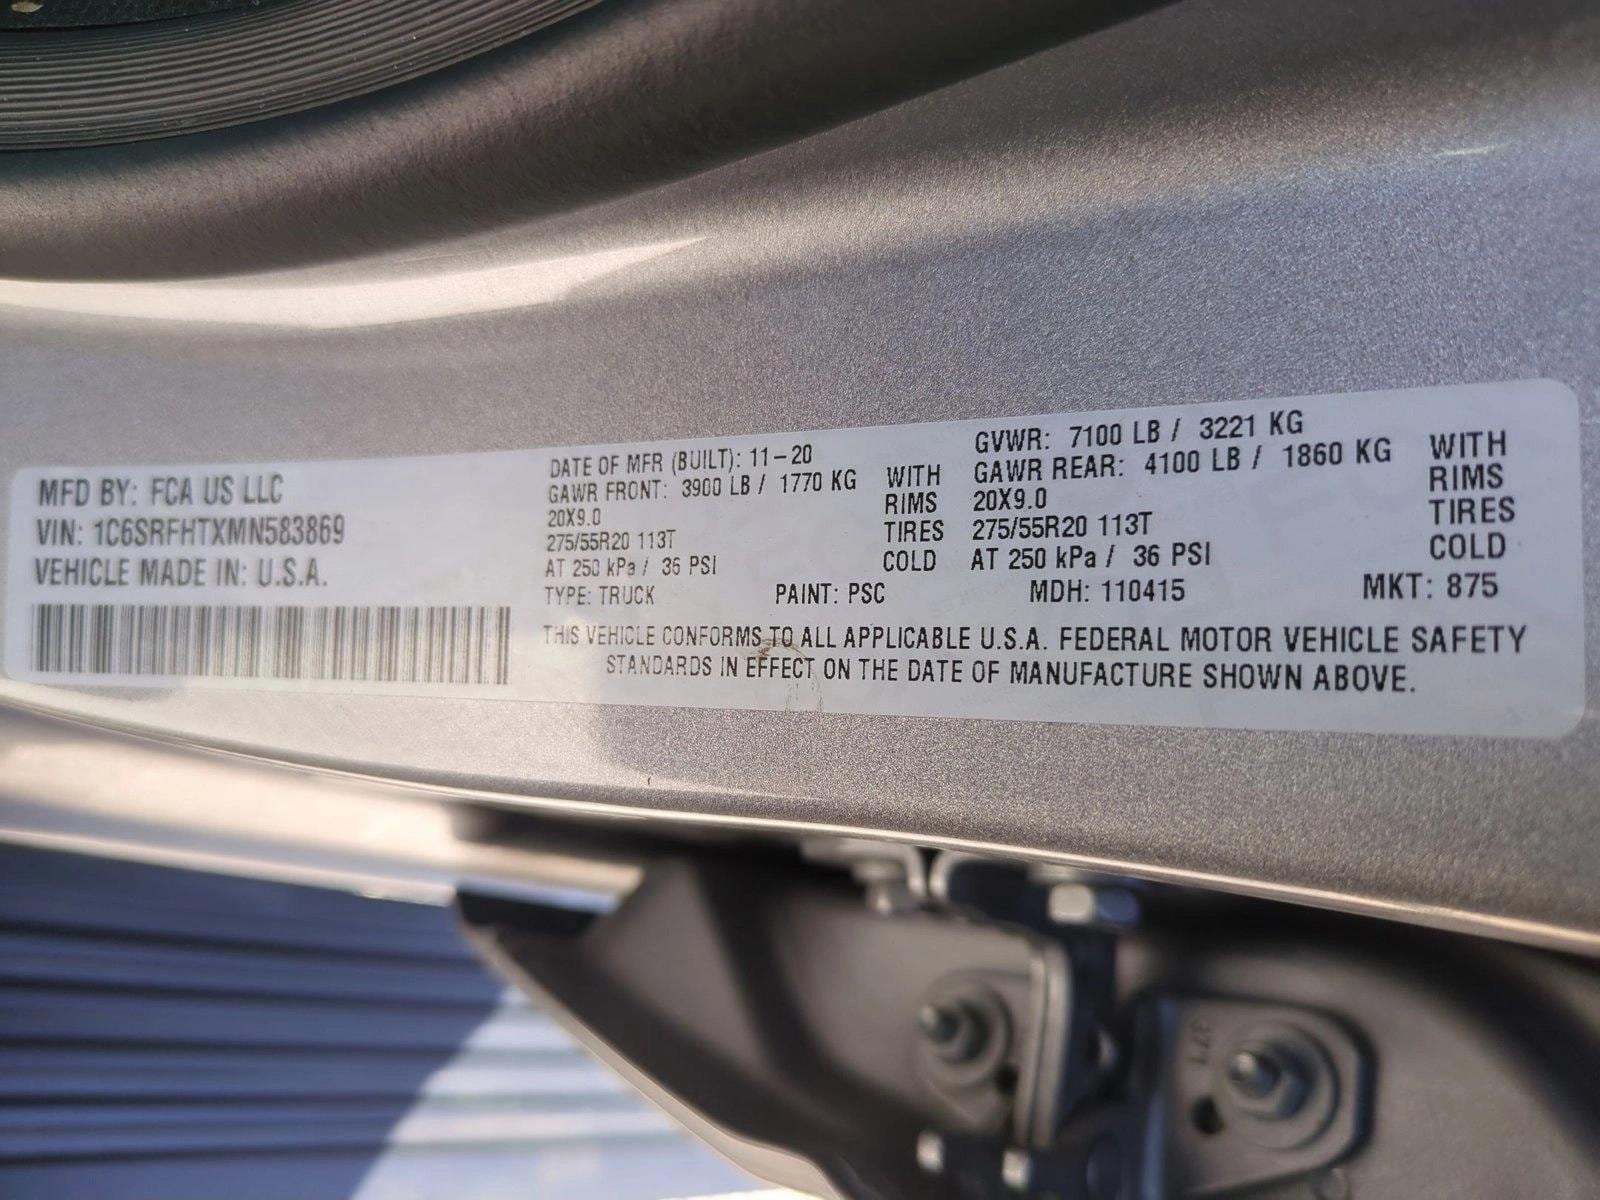 MFD BY: FCA US LLC
VIN: 1C6SRFHTXMN583869
VEHICLE MADE IN: U.S.A.
DATE OF MFR (BUILT): 11-20
GAWR FRONT: 3900 LB / 1770 KG WITH
20X9.0 RIMS
275/55R20 113T TIRES
AT 250 kPa / 36 PSI COLD
GVWR: 7100 LB / 3221 KG
GAWR REAR: 4100 LB / 1860 KG WITH
20X9.0 RIMS
275/55R20 113T TIRES
AT 250 kPa / 36 PSI COLD
TYPE: TRUCK PAINT: PSC MDH: 110415 MKT: 875
THIS VEHICLE CONFORMS TO ALL APPLICABLE U.S.A. FEDERAL MOTOR VEHICLE SAFETY
STANDARDS IN EFFECT ON THE DATE OF MANUFACTURE SHOWN ABOVE.